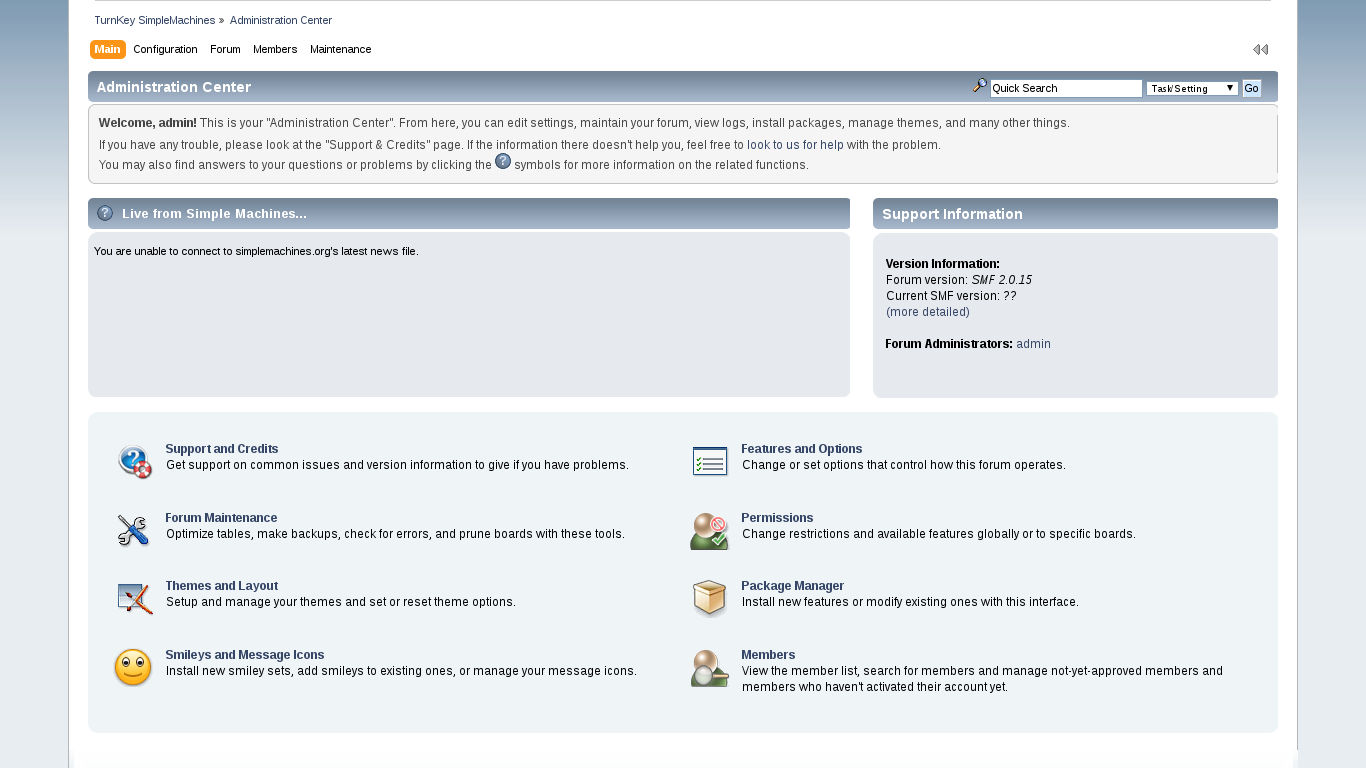 TurnKey SimpleMachines » Administration Center
Main Configuration Forum Members Maintenance
Administration Center Quick Search Task/Setting ▼ Go
Welcome, admin! This is your "Administration Center". From here, you can edit settings, maintain your forum, view logs, install packages, manage themes, and many other things.
If you have any trouble, please look at the "Support & Credits" page. If the information there doesn't help you, feel free to look to us for help with the problem.
You may also find answers to your questions or problems by clicking the ? symbols for more information on the related functions.
? Live from Simple Machines...
You are unable to connect to simplemachines.org's latest news file.
Support Information
Version Information:
Forum version: SMF 2.0.15
Current SMF version: ??
(more detailed)
Forum Administrators: admin
Support and Credits
Get support on common issues and version information to give if you have problems.
Features and Options
Change or set options that control how this forum operates.
Forum Maintenance
Optimize tables, make backups, check for errors, and prune boards with these tools.
Permissions
Change restrictions and available features globally or to specific boards.
Themes and Layout
Setup and manage your themes and set or reset theme options.
Package Manager
Install new features or modify existing ones with this interface.
Smileys and Message Icons
Install new smiley sets, add smileys to existing ones, or manage your message icons.
Members
View the member list, search for members and manage not-yet-approved members and
members who haven't activated their account yet.